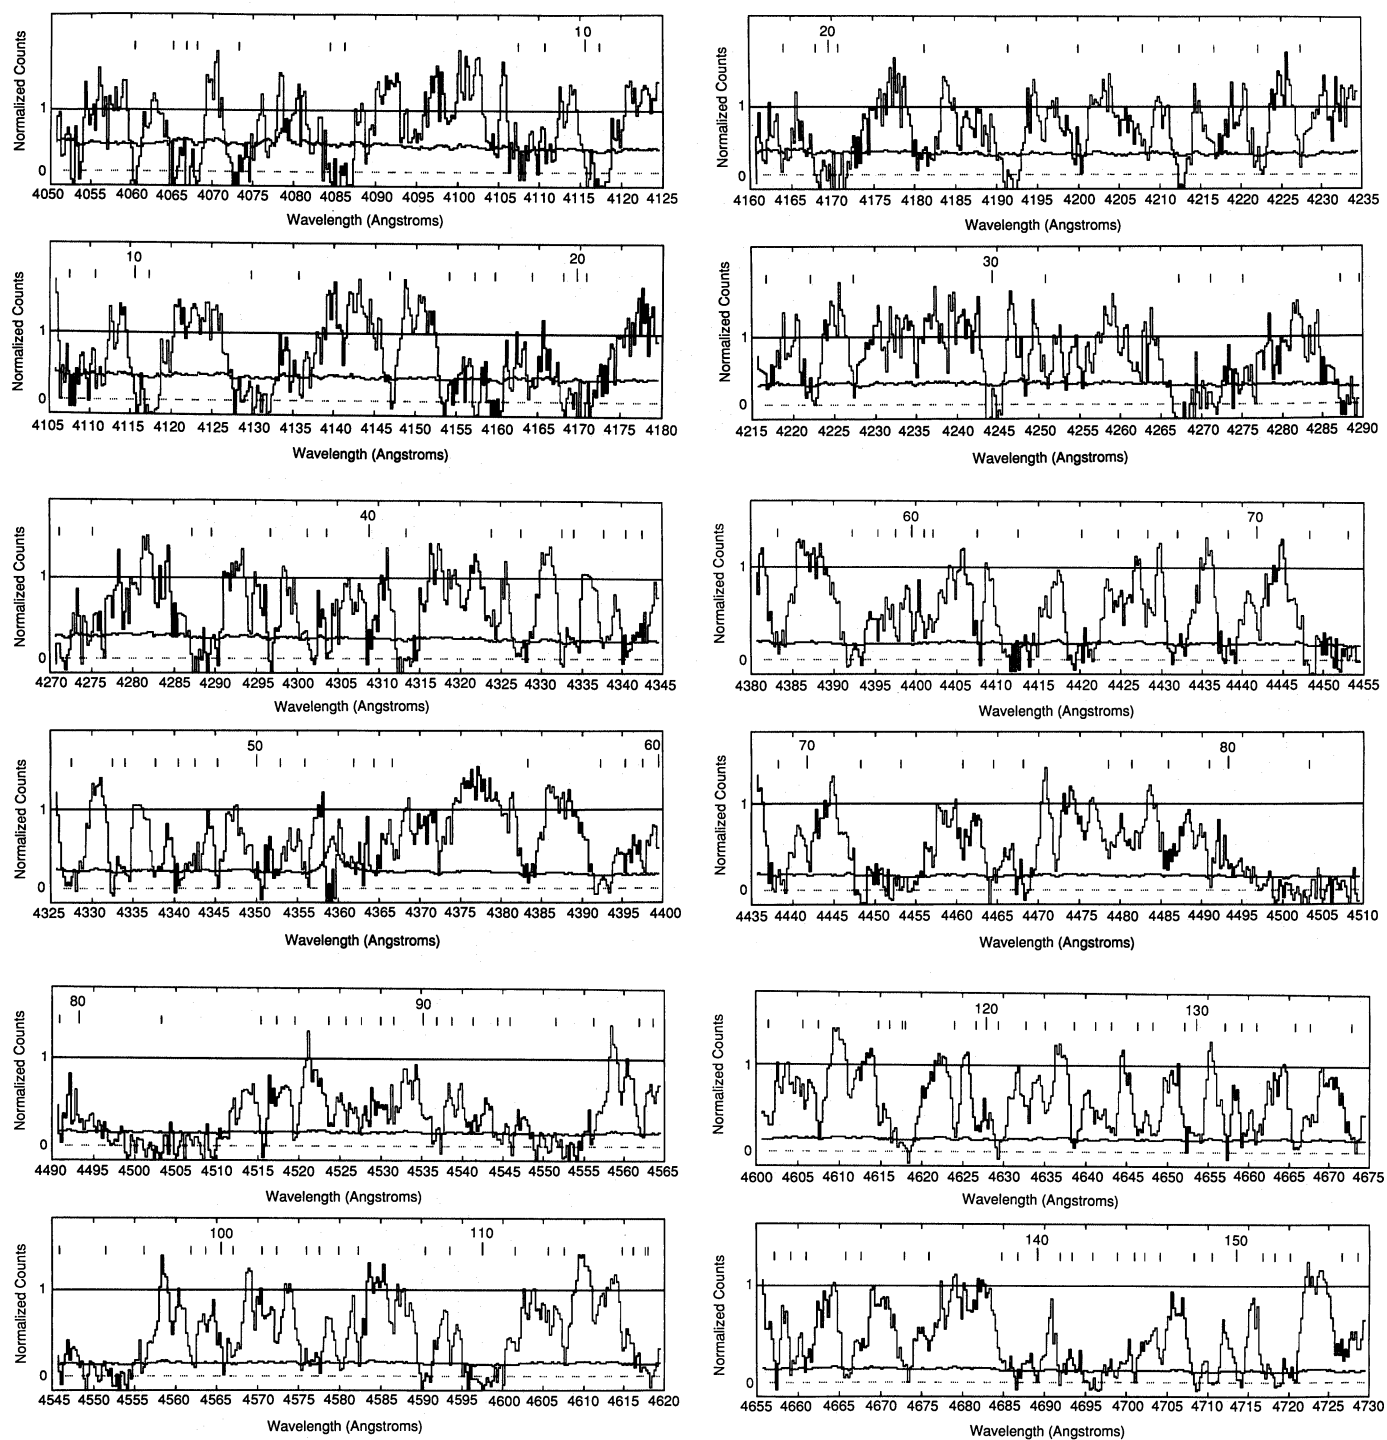 10
Normalized Counts
1
0
4050 4055 4060 4065 4070 4075 4080 4085 4090 4095 4100 4105 4110 4115 4120 4125
Wavelength (Angstroms)
20
Normalized Counts
1
0
4160 4165 4170 4175 4180 4185 4190 4195 4200 4205 4210 4215 4220 4225 4230 4235
Wavelength (Angstroms)
10 20
Normalized Counts
1
0
4105 4110 4115 4120 4125 4130 4135 4140 4145 4150 4155 4160 4165 4170 4175 4180
Wavelength (Angstroms)
30
Normalized Counts
1
0
4215 4220 4225 4230 4235 4240 4245 4250 4255 4260 4265 4270 4275 4280 4285 4290
Wavelength (Angstroms)
40
Normalized Counts
1
0
4270 4275 4280 4285 4290 4295 4300 4305 4310 4315 4320 4325 4330 4335 4340 4345
Wavelength (Angstroms)
60 70
Normalized Counts
1
0
4380 4385 4390 4395 4400 4405 4410 4415 4420 4425 4430 4435 4440 4445 4450 4455
Wavelength (Angstroms)
50 60
Normalized Counts
1
0
4325 4330 4335 4340 4345 4350 4355 4360 4365 4370 4375 4380 4385 4390 4395 4400
Wavelength (Angstroms)
70 80
Normalized Counts
1
0
4435 4440 4445 4450 4455 4460 4465 4470 4475 4480 4485 4490 4495 4500 4505 4510
Wavelength (Angstroms)
80 90
Normalized Counts
1
0
4490 4495 4500 4505 4510 4515 4520 4525 4530 4535 4540 4545 4550 4555 4560 4565
Wavelength (Angstroms)
120 130
Normalized Counts
1
0
4600 4605 4610 4615 4620 4625 4630 4635 4640 4645 4650 4655 4660 4665 4670 4675
Wavelength (Angstroms)
100 110
Normalized Counts
1
0
4545 4550 4555 4560 4565 4570 4575 4580 4585 4590 4595 4600 4605 4610 4615 4620
Wavelength (Angstroms)
140 150
Normalized Counts
1
0
4655 4660 4665 4670 4675 4680 4685 4690 4695 4700 4705 4710 4715 4720 4725 4730
Wavelength (Angstroms)